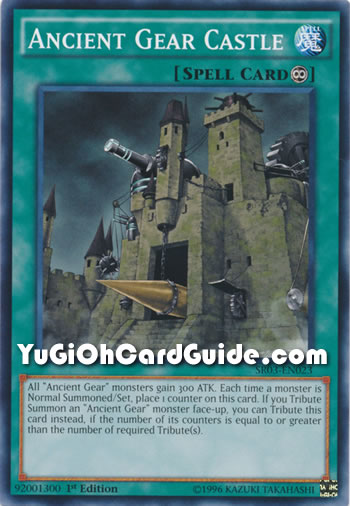 ANCIENT GEAR CASTLE
[SPELL CARD]
YuGiOhCardGuide.com
SR03-EN023
All "Ancient Gear" monsters gain 300 ATK. Each time a monster is
Normal Summoned/Set, place 1 counter on this card. If you Tribute
Summon an "Ancient Gear" monster face-up, you can Tribute this
card instead, if the number of its counters is equal to or greater
than the number of required Tribute(s).
92001300 1st Edition ©1996 KAZUKI TAKAHASHI